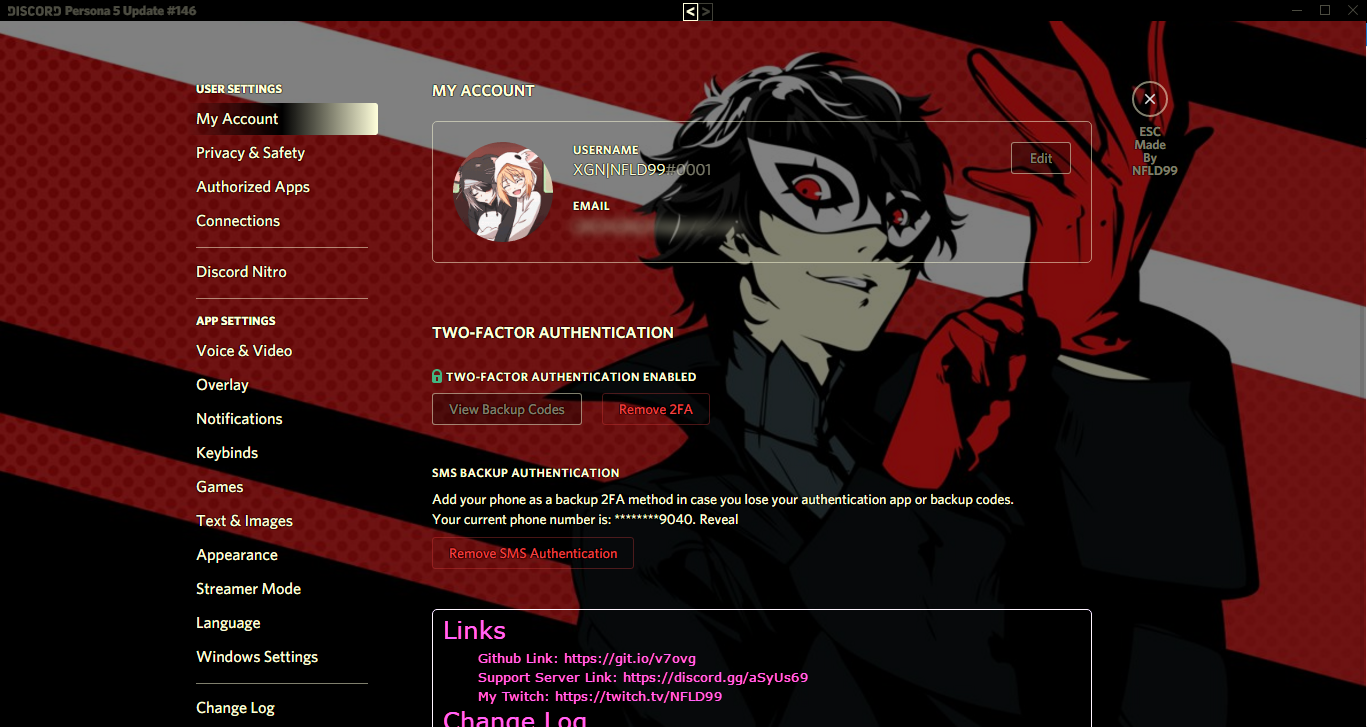 DISCORD Persona 5 Update #146
< >
USER SETTINGS
My Account
Privacy & Safety
Authorized Apps
Connections
Discord Nitro
APP SETTINGS
Voice & Video
Overlay
Notifications
Keybinds
Games
Text & Images
Appearance
Streamer Mode
Language
Windows Settings
Change Log
MY ACCOUNT
USERNAME
XGN|NFLD99#0001
Edit
EMAIL
TWO-FACTOR AUTHENTICATION
TWO-FACTOR AUTHENTICATION ENABLED
View Backup Codes
Remove 2FA
SMS BACKUP AUTHENTICATION
Add your phone as a backup 2FA method in case you lose your authentication app or backup codes.
Your current phone number is: ********9040. Reveal
Remove SMS Authentication
Links
Github Link: https://git.io/v7ovg
Support Server Link: https://discord.gg/aSyUs69
My Twitch: https://twitch.tv/NFLD99
Change Log
ESC
Made
By
NFLD99